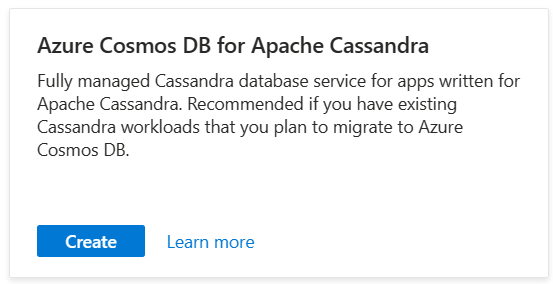 Azure Cosmos DB for Apache Cassandra
Fully managed Cassandra database service for apps written for
Apache Cassandra. Recommended if you have existing
Cassandra workloads that you plan to migrate to Azure
Cosmos DB.
Create
Learn more